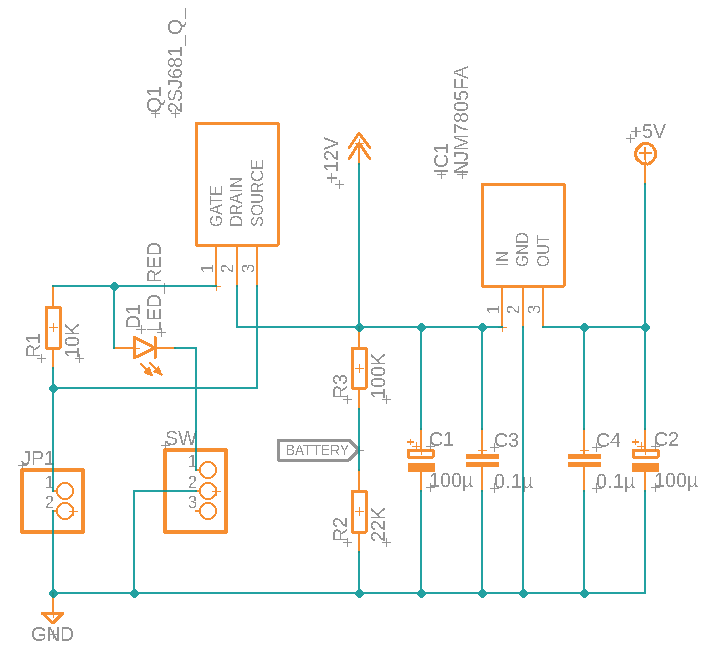 Q1
2SJ681_Q_
GATE
DRAIN
SOURCE
1
2
3
+12V
IC1
NJM7805FA
IN
GND
OUT
1
2
3
+5V
R1
10K
D1
LED_RED
R3
100K
BATTERY
R2
22K
C1
100µ
C3
0.1µ
C4
0.1µ
C2
100µ
JP1
1
2
SW
1
2
3
GND